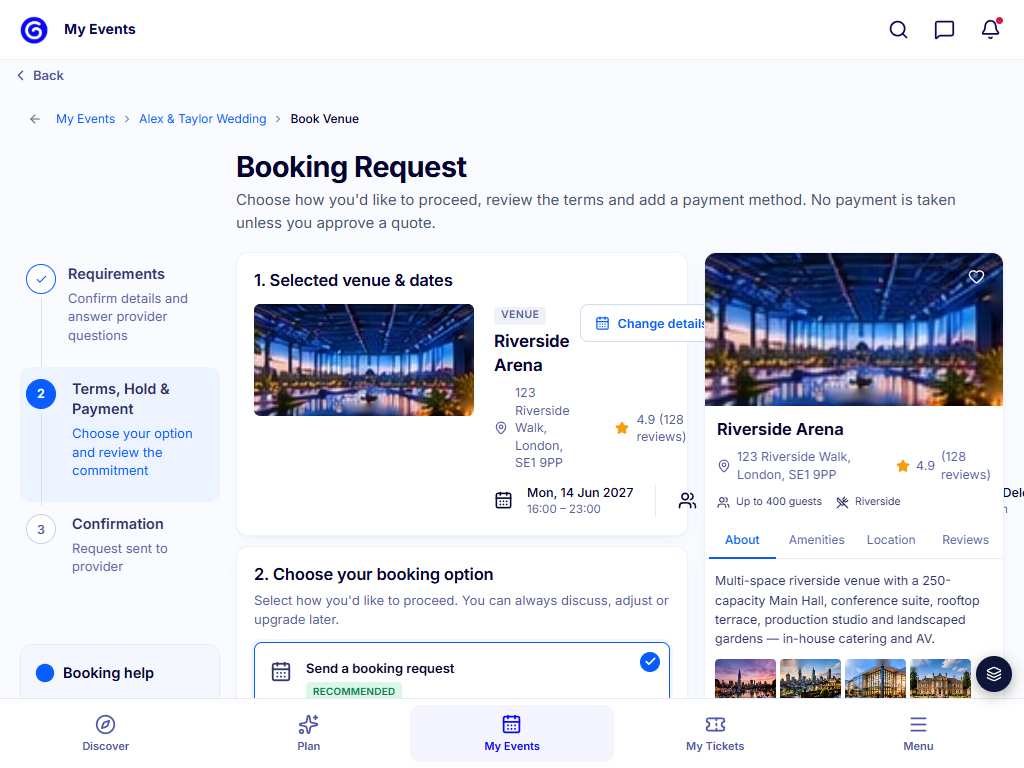 My Events
Back
My Events
Alex & Taylor Wedding
Book Venue
Booking Request
Choose how you'd like to proceed, review the terms and add a payment method. No payment is taken
unless you approve a quote.
Requirements
Confirm details and
answer provider
questions
2
Terms, Hold &
Payment
Choose your option
and review the
commitment
3
Confirmation
Request sent to
provider
Booking help
1. Selected venue & dates
VENUE
Riverside
Arena
123
Riverside
Walk,
London,
SE1 9PP
4.9 (128
reviews)
Change details
Mon, 14 Jun 2027
16:00 – 23:00
2. Choose your booking option
Select how you'd like to proceed. You can always discuss, adjust or
upgrade later.
Send a booking request
RECOMMENDED
Riverside Arena
123 Riverside Walk,
London, SE1 9PP
4.9
(128
reviews)
Up to 400 guests
Riverside
About
Amenities
Location
Reviews
Multi-space riverside venue with a 250-
capacity Main Hall, conference suite, rooftop
terrace, production studio and landscaped
gardens — in-house catering and AV.
Discover
Plan
My Events
My Tickets
Menu